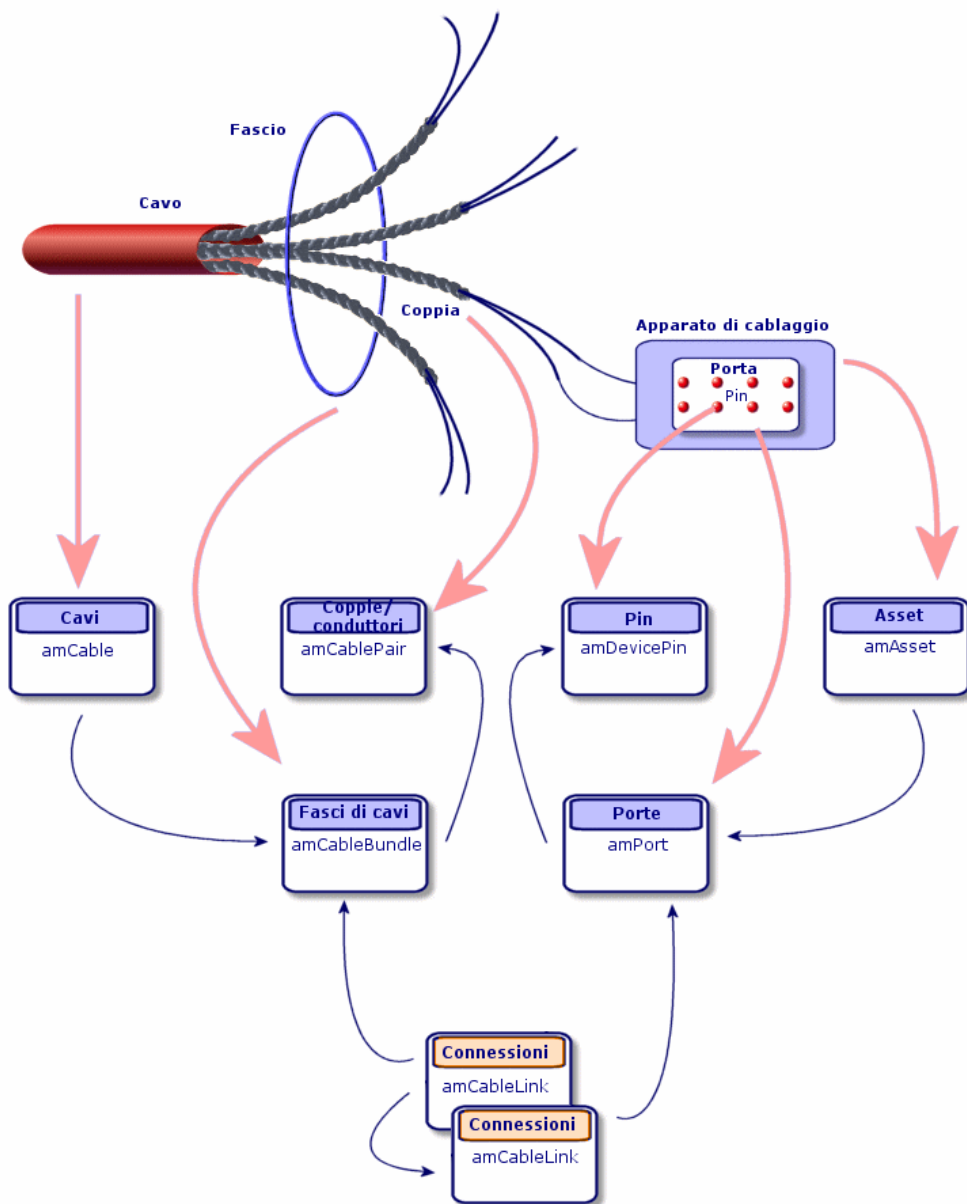 Fascio
Cavo
Coppia
Apparato di cablaggio
Porta
Pin
Cavi
amCable
Coppie/
conduttori
amCablePair
Pin
amDevicePin
Asset
amAsset
Fasci di cavi
amCableBundle
Porte
amPort
Connessioni
amCableLink
Connessioni
amCableLink